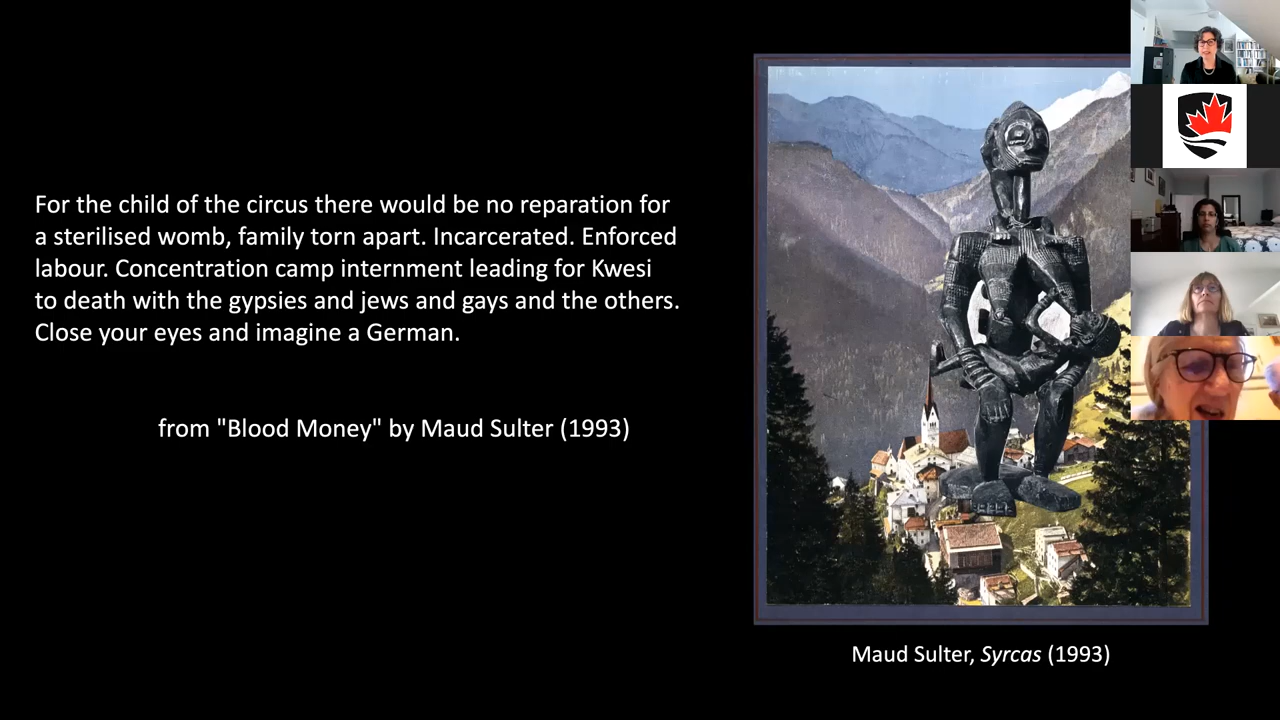 For the child of the circus there would be no reparation for
a sterilised womb, family torn apart. Incarcerated. Enforced
labour. Concentration camp internment leading for Kwesi
to death with the gypsies and jews and gays and the others.
Close your eyes and imagine a German.
from "Blood Money" by Maud Sulter (1993)
Maud Sulter, Syrcas (1993)